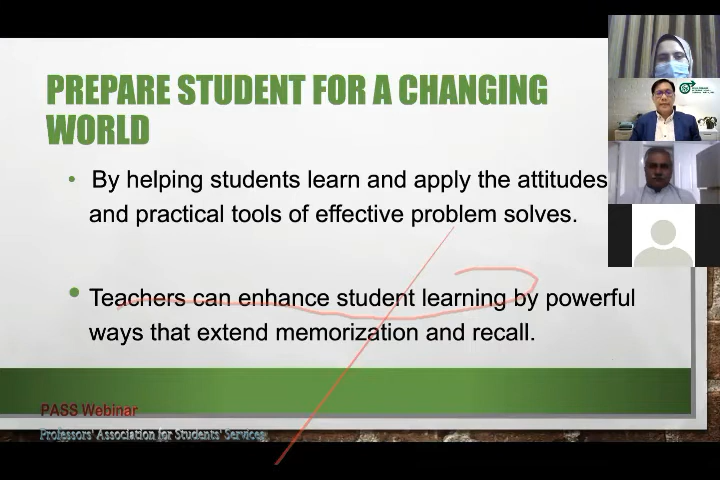 PREPARE STUDENT FOR A CHANGING
WORLD
• By helping students learn and apply the attitudes
and practical tools of effective problem solves.
• Teachers can enhance student learning by powerful
ways that extend memorization and recall.
PASS Webinar
Professors' Association for Students' Services